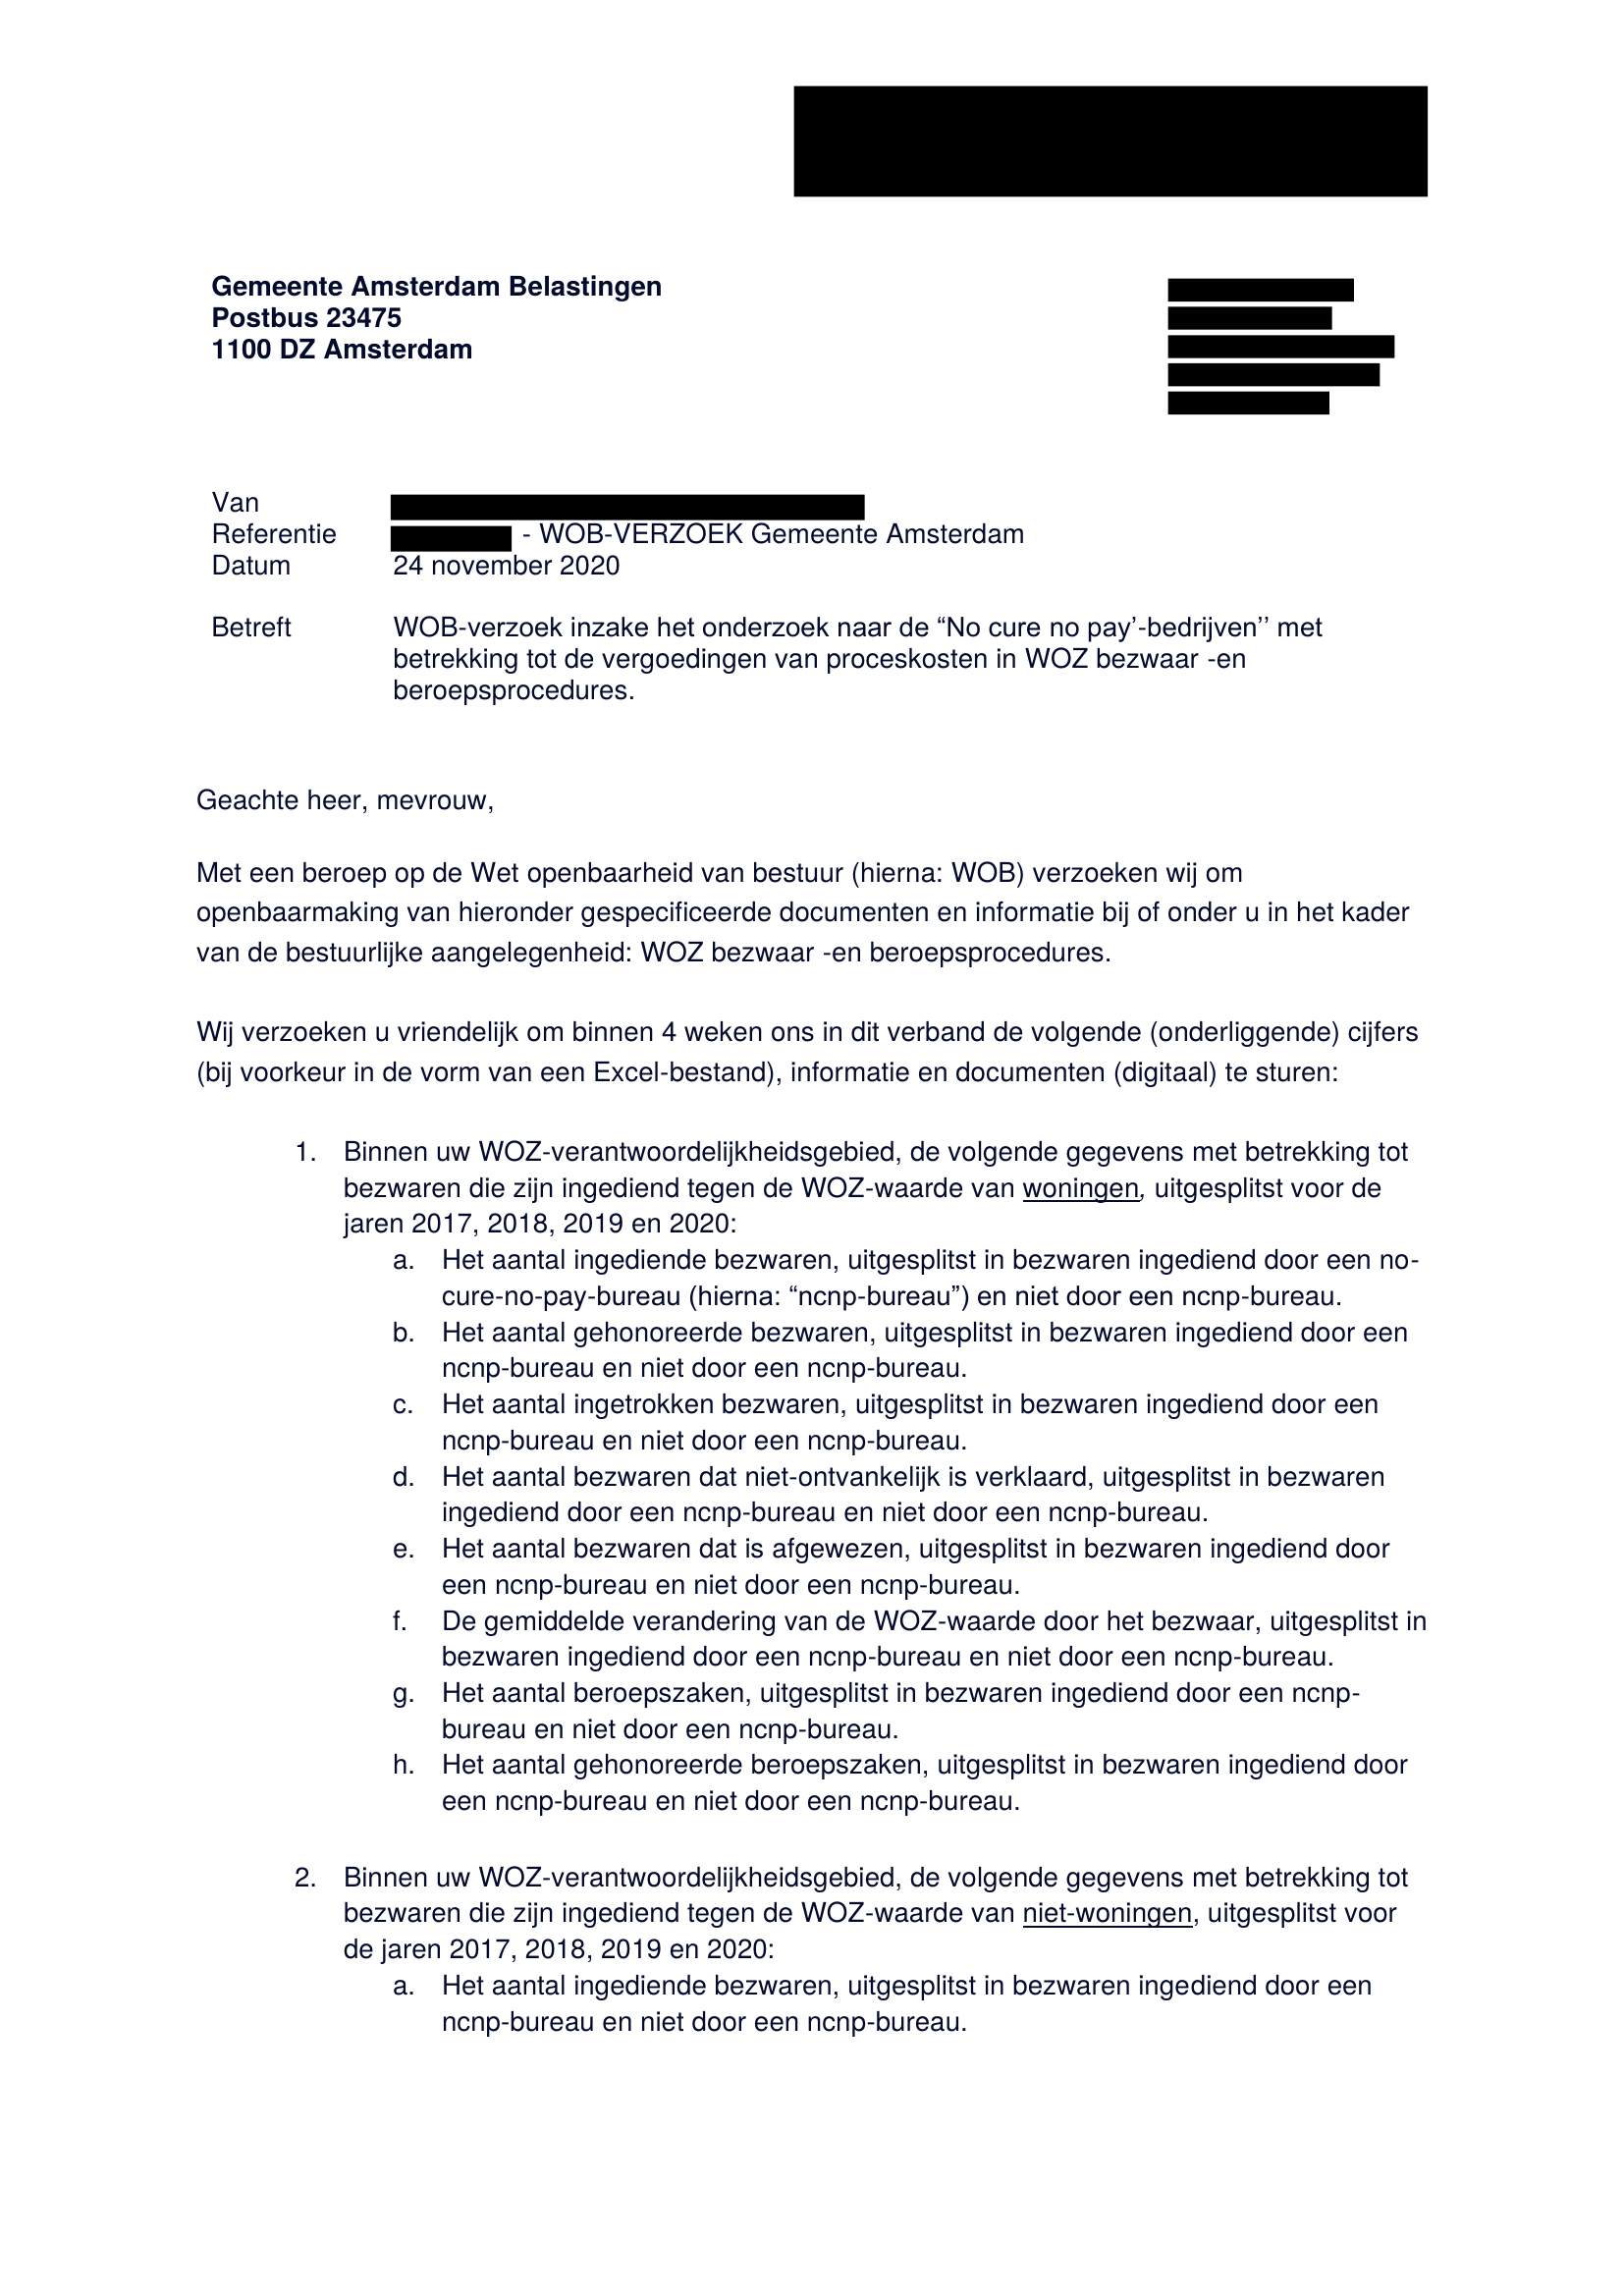 Gemeente Amsterdam Belastingen
Postbus 23475
1100 DZ Amsterdam
Van
Referentie - WOB-VERZOEK Gemeente Amsterdam
Datum 24 november 2020
Betreft WOB-verzoek inzake het onderzoek naar de “No cure no pay’-bedrijven’’ met
betrekking tot de vergoedingen van proceskosten in WOZ bezwaar -en
beroepsprocedures.
Geachte heer, mevrouw,
Met een beroep op de Wet openbaarheid van bestuur (hierna: WOB) verzoeken wij om
openbaarmaking van hieronder gespecificeerde documenten en informatie bij of onder u in het kader
van de bestuurlijke aangelegenheid: WOZ bezwaar -en beroepsprocedures.
Wij verzoeken u vriendelijk om binnen 4 weken ons in dit verband de volgende (onderliggende) cijfers
(bij voorkeur in de vorm van een Excel-bestand), informatie en documenten (digitaal) te sturen:
1. Binnen uw WOZ-verantwoordelijkheidsgebied, de volgende gegevens met betrekking tot
bezwaren die zijn ingediend tegen de WOZ-waarde van woningen, uitgesplitst voor de
jaren 2017, 2018, 2019 en 2020:
a. Het aantal ingediende bezwaren, uitgesplitst in bezwaren ingediend door een no-
cure-no-pay-bureau (hierna: “ncnp-bureau”) en niet door een ncnp-bureau.
b. Het aantal gehonoreerde bezwaren, uitgesplitst in bezwaren ingediend door een
ncnp-bureau en niet door een ncnp-bureau.
c. Het aantal ingetrokken bezwaren, uitgesplitst in bezwaren ingediend door een
ncnp-bureau en niet door een ncnp-bureau.
d. Het aantal bezwaren dat niet-ontvankelijk is verklaard, uitgesplitst in bezwaren
ingediend door een ncnp-bureau en niet door een ncnp-bureau.
e. Het aantal bezwaren dat is afgewezen, uitgesplitst in bezwaren ingediend door
een ncnp-bureau en niet door een ncnp-bureau.
f. De gemiddelde verandering van de WOZ-waarde door het bezwaar, uitgesplitst in
bezwaren ingediend door een ncnp-bureau en niet door een ncnp-bureau.
g. Het aantal beroepszaken, uitgesplitst in bezwaren ingediend door een ncnp-
bureau en niet door een ncnp-bureau.
h. Het aantal gehonoreerde beroepszaken, uitgesplitst in bezwaren ingediend door
een ncnp-bureau en niet door een ncnp-bureau.
2. Binnen uw WOZ-verantwoordelijkheidsgebied, de volgende gegevens met betrekking tot
bezwaren die zijn ingediend tegen de WOZ-waarde van niet-woningen, uitgesplitst voor
de jaren 2017, 2018, 2019 en 2020:
a. Het aantal ingediende bezwaren, uitgesplitst in bezwaren ingediend door een
ncnp-bureau en niet door een ncnp-bureau.